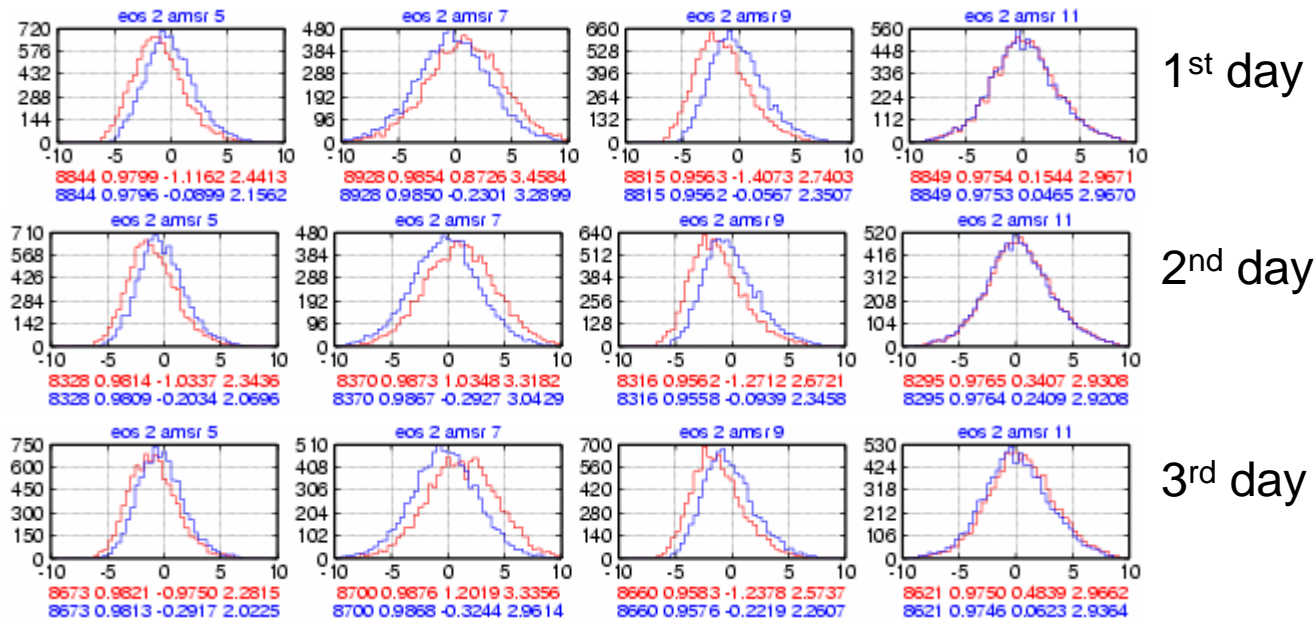 eos 2 amsr 5
720
576
432
288
144
0
-10 -5 0 5 10
8844 0.9799 -1.1162 2.4413
8844 0.9796 -0.0899 2.1562
eos 2 amsr 7
480
384
288
192
96
0
-10 -5 0 5 10
8928 0.9854 0.8726 3.4584
8928 0.9850 -0.2301 3.2899
eos 2 amsr 9
660
528
396
264
132
0
-10 -5 0 5 10
8815 0.9563 -1.4073 2.7403
8815 0.9562 -0.0567 2.3507
eos 2 amsr 11
560
448
336
224
112
0
-10 -5 0 5 10
8849 0.9754 0.1544 2.9671
8849 0.9753 0.0465 2.9670
1st day
eos 2 amsr 5
710
568
426
284
142
0
-10 -5 0 5 10
8328 0.9814 -1.0337 2.3436
8328 0.9809 -0.2034 2.0696
eos 2 amsr 7
480
384
288
192
96
0
-10 -5 0 5 10
8370 0.9873 1.0348 3.3182
8370 0.9867 -0.2927 3.0429
eos 2 amsr 9
640
512
384
256
128
0
-10 -5 0 5 10
8316 0.9562 -1.2712 2.6721
8316 0.9558 -0.0939 2.3458
eos 2 amsr 11
520
416
312
208
104
0
-10 -5 0 5 10
8295 0.9765 0.3407 2.9308
8295 0.9764 0.2409 2.9208
2nd day
eos 2 amsr 5
750
600
450
300
150
0
-10 -5 0 5 10
8673 0.9821 -0.9750 2.2815
8673 0.9813 -0.2917 2.0225
eos 2 amsr 7
510
408
306
204
102
0
-10 -5 0 5 10
8700 0.9876 1.2019 3.3356
8700 0.9868 -0.3244 2.9614
eos 2 amsr 9
700
560
420
280
140
0
-10 -5 0 5 10
8660 0.9583 -1.2378 2.5737
8660 0.9576 -0.2219 2.2607
eos 2 amsr 11
530
424
318
212
106
0
-10 -5 0 5 10
8621 0.9750 0.4839 2.9662
8621 0.9746 0.0623 2.9364
3rd day